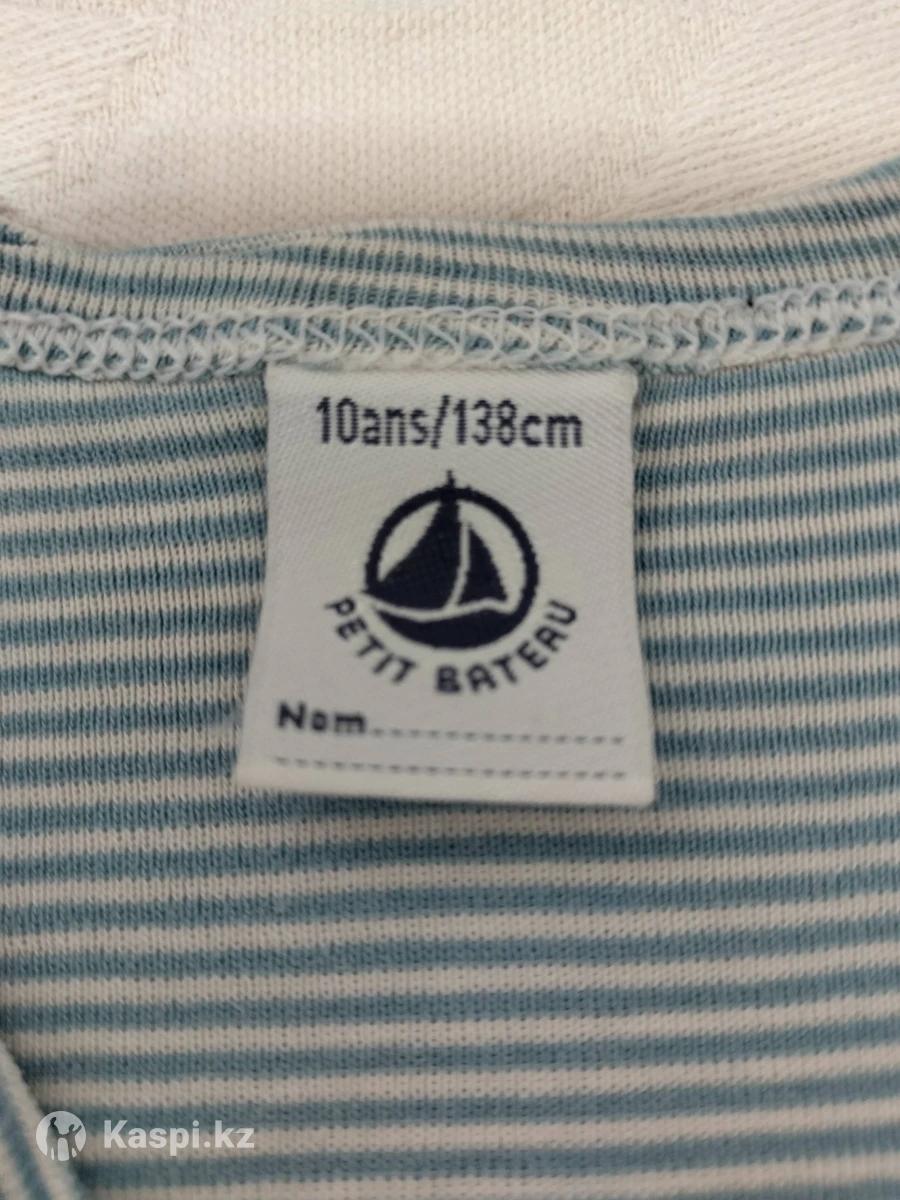 10ans/138cm
PETIT BATEAU
Nom
Kaspi.kz